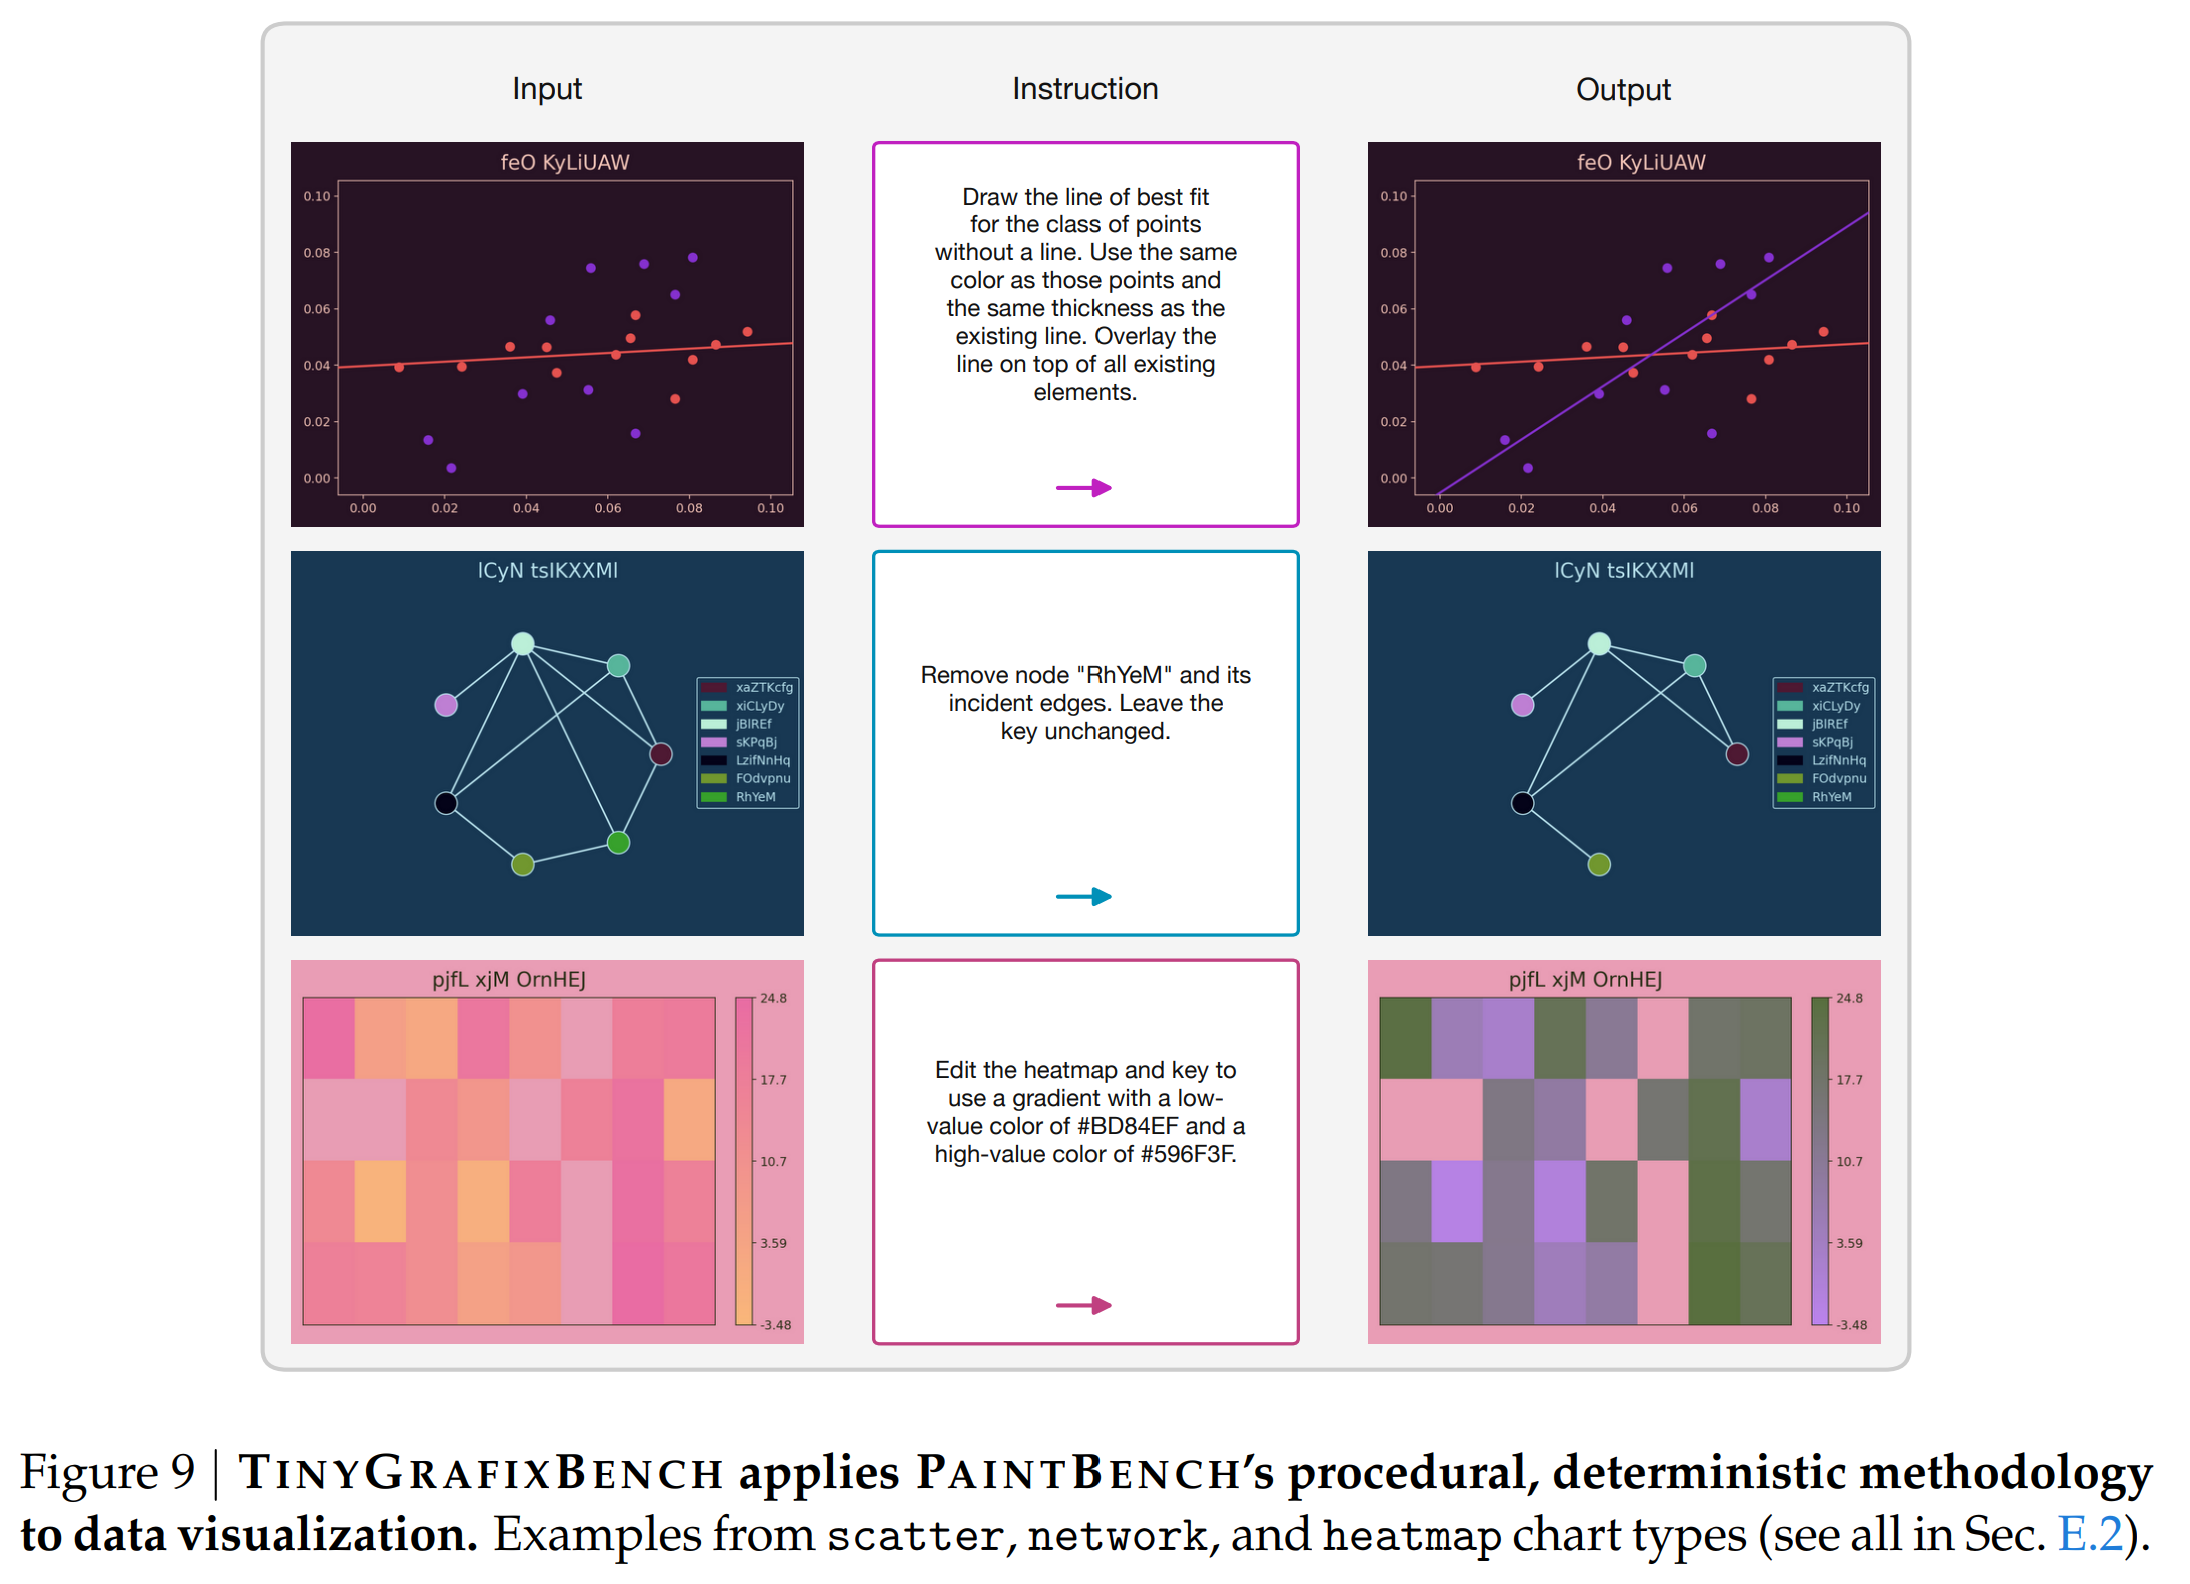 Input
Instruction
Output
feO KyLiUAW
0.10
0.08
0.06
0.04
0.02
0.00
0.00 0.02 0.04 0.06 0.08 0.10
Draw the line of best fit
for the class of points
without a line. Use the same
color as those points and
the same thickness as the
existing line. Overlay the
line on top of all existing
elements.
feO KyLiUAW
0.10
0.08
0.06
0.04
0.02
0.00
0.00 0.02 0.04 0.06 0.08 0.10
lCyN tsIKXXMl
xaZTKcfg
xiCLyDy
jBlREf
sKPqBj
LzifNnHq
FOdvpnu
RhYeM
Remove node "RhYeM" and its
incident edges. Leave the
key unchanged.
lCyN tsIKXXMl
xaZTKcfg
xiCLyDy
jBlREf
sKPqBj
LzifNnHq
FOdvpnu
RhYeM
pjfL xjM OrnHEJ
24.8
17.7
10.7
3.59
-3.48
Edit the heatmap and key to
use a gradient with a low-
value color of #BD84EF and a
high-value color of #596F3F.
pjfL xjM OrnHEJ
24.8
17.7
10.7
3.59
-3.48
Figure 9 | TINYGRAFIXBENCH applies PAINTBENCH's procedural, deterministic methodology
to data visualization. Examples from scatter, network, and heatmap chart types (see all in Sec. E.2).